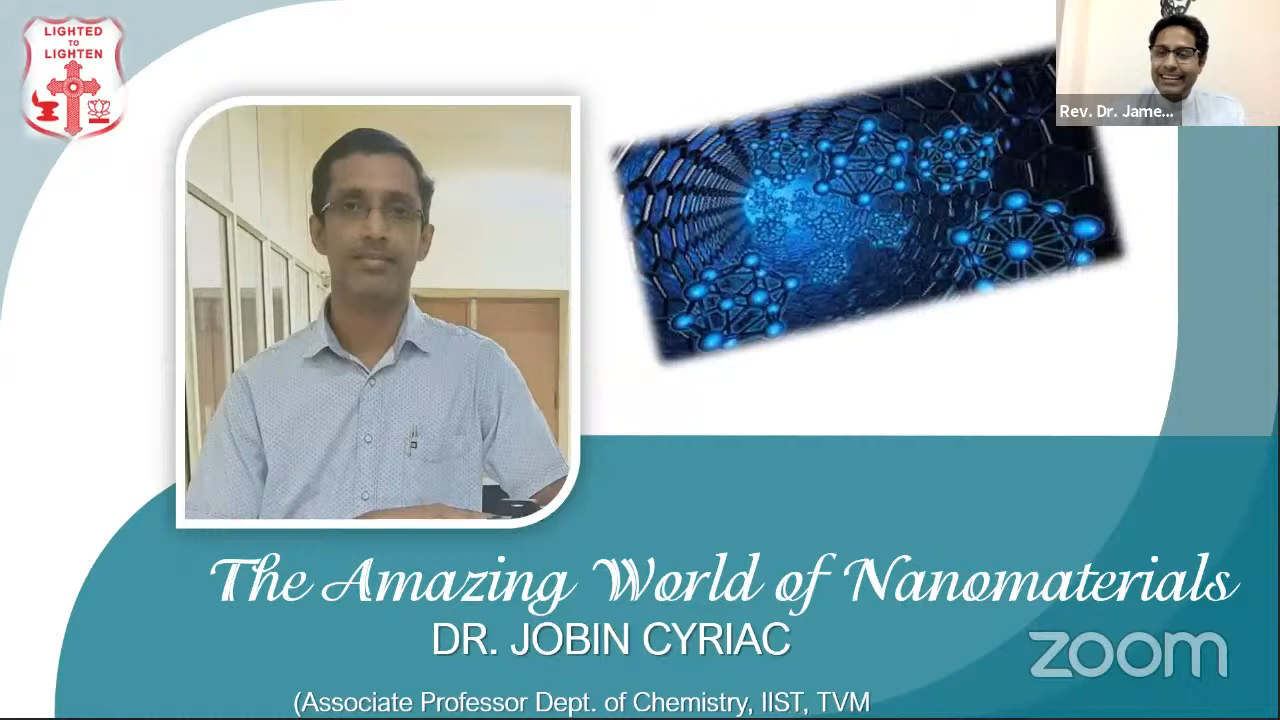 LIGHTED
TO
LIGHTEN
Rev. Dr. Jame...
The Amazing World of Nanomaterials
DR. JOBIN CYRIAC
zoom
(Associate Professor Dept. of Chemistry, IIST, TVM